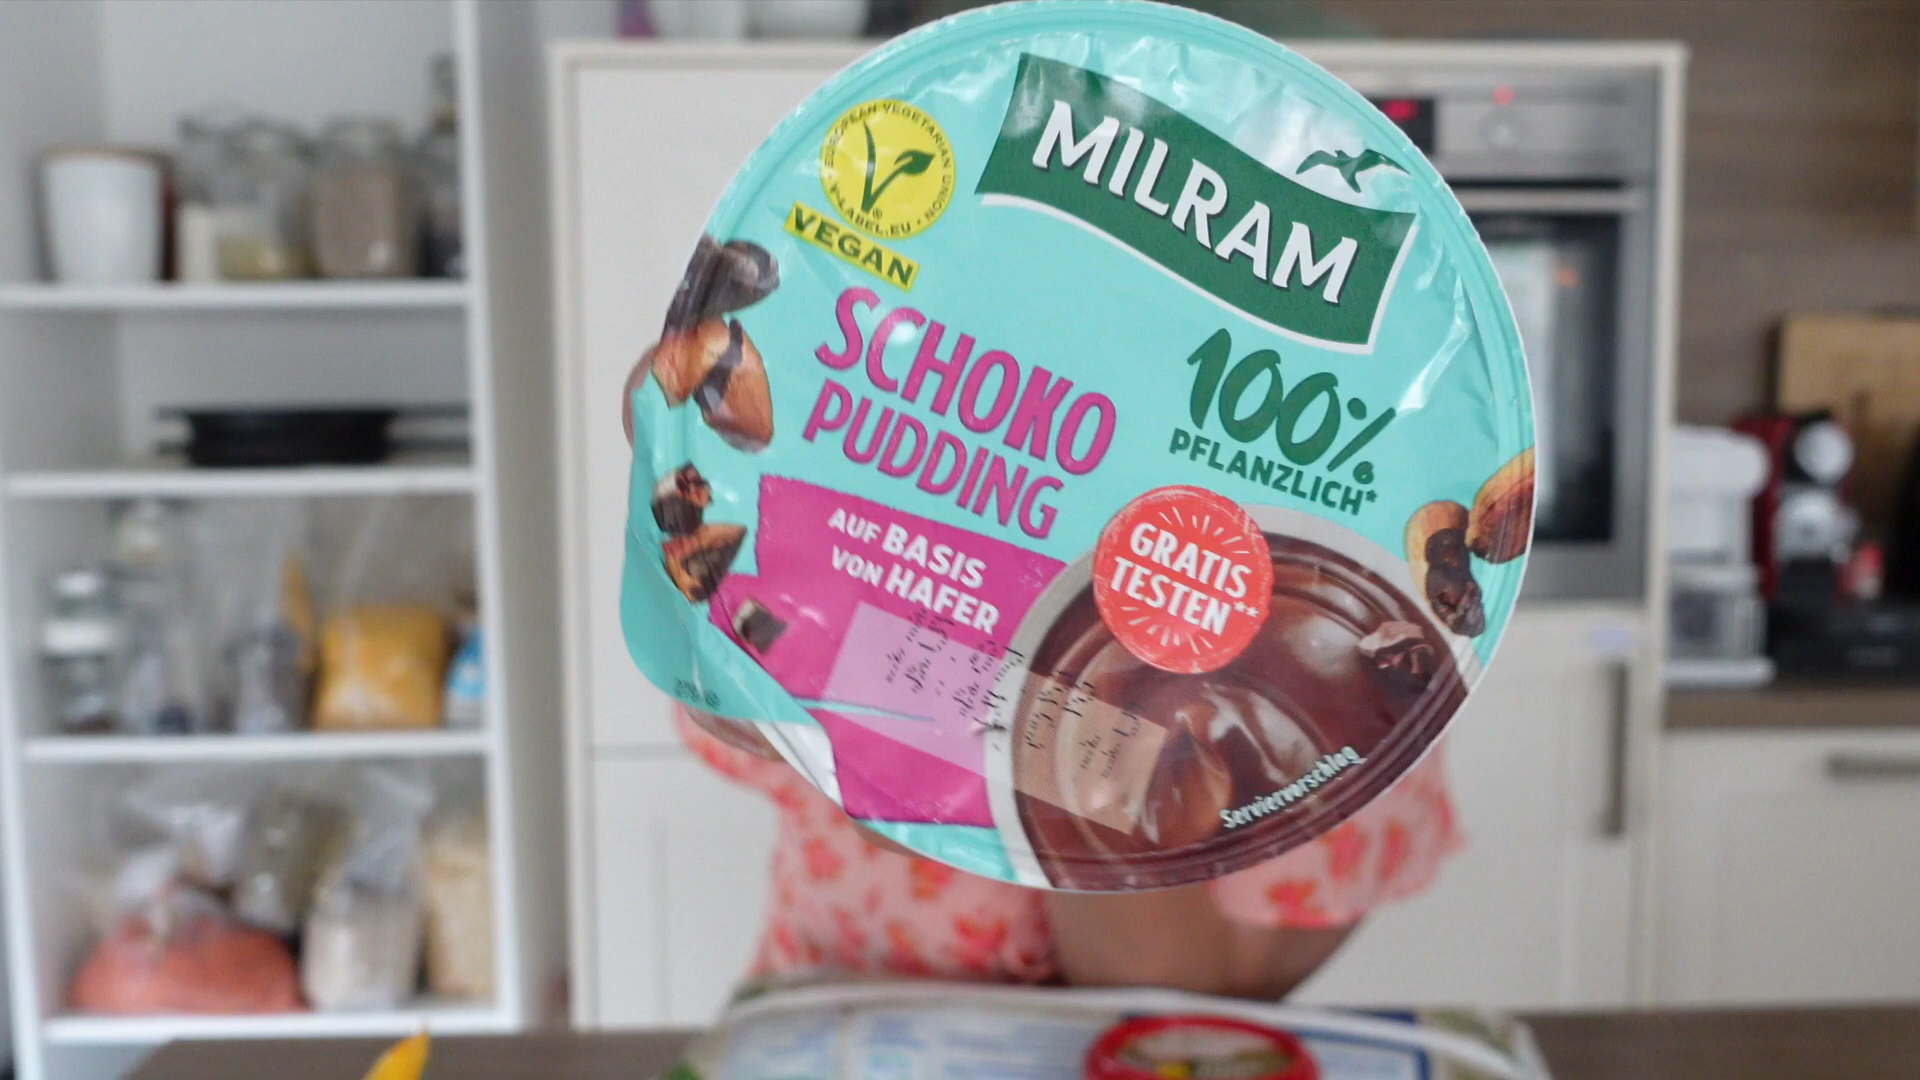 MILRAM
EUROPEAN VEGETARIAN UNION
V-LABEL.EU
VEGAN
SCHOKO
PUDDING
100%
PFLANZLICH*
AUF BASIS
VON HAFER
GRATIS
TESTEN**
Serviervorschlag